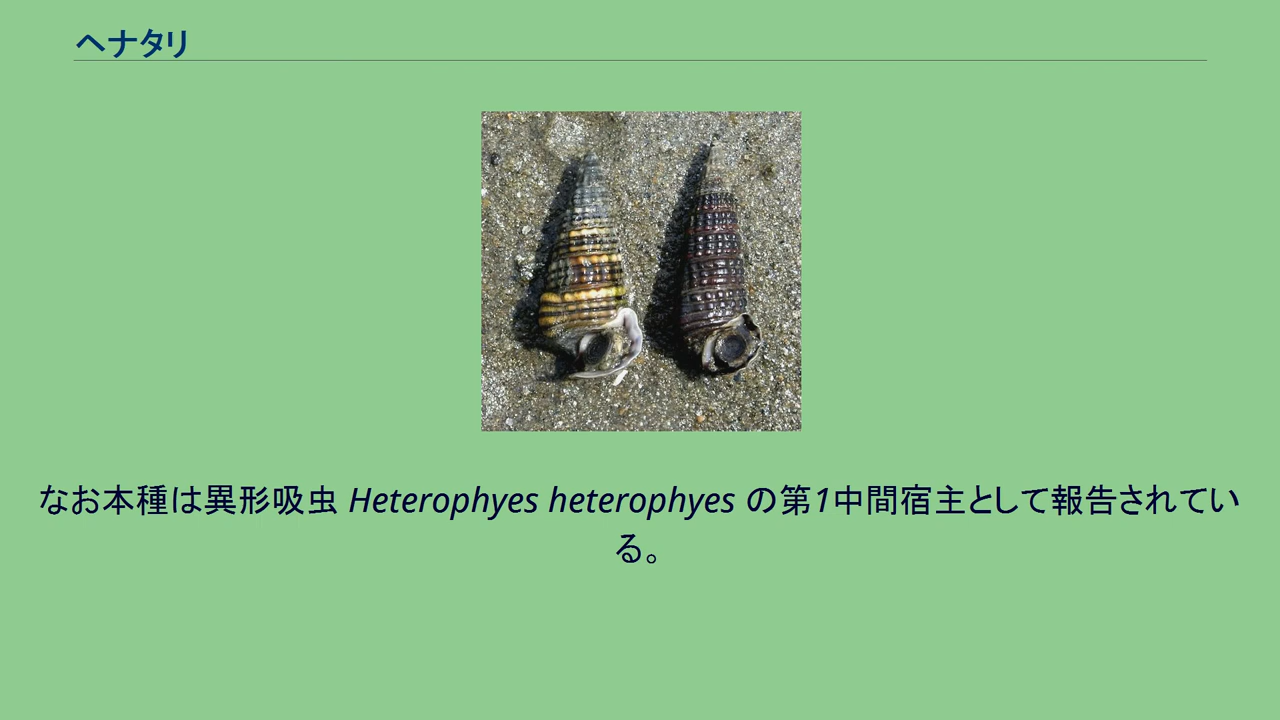 ヘナタリ
なお本種は異形吸虫 Heterophyes heterophyes の第1中間宿主として報告されてい
る。